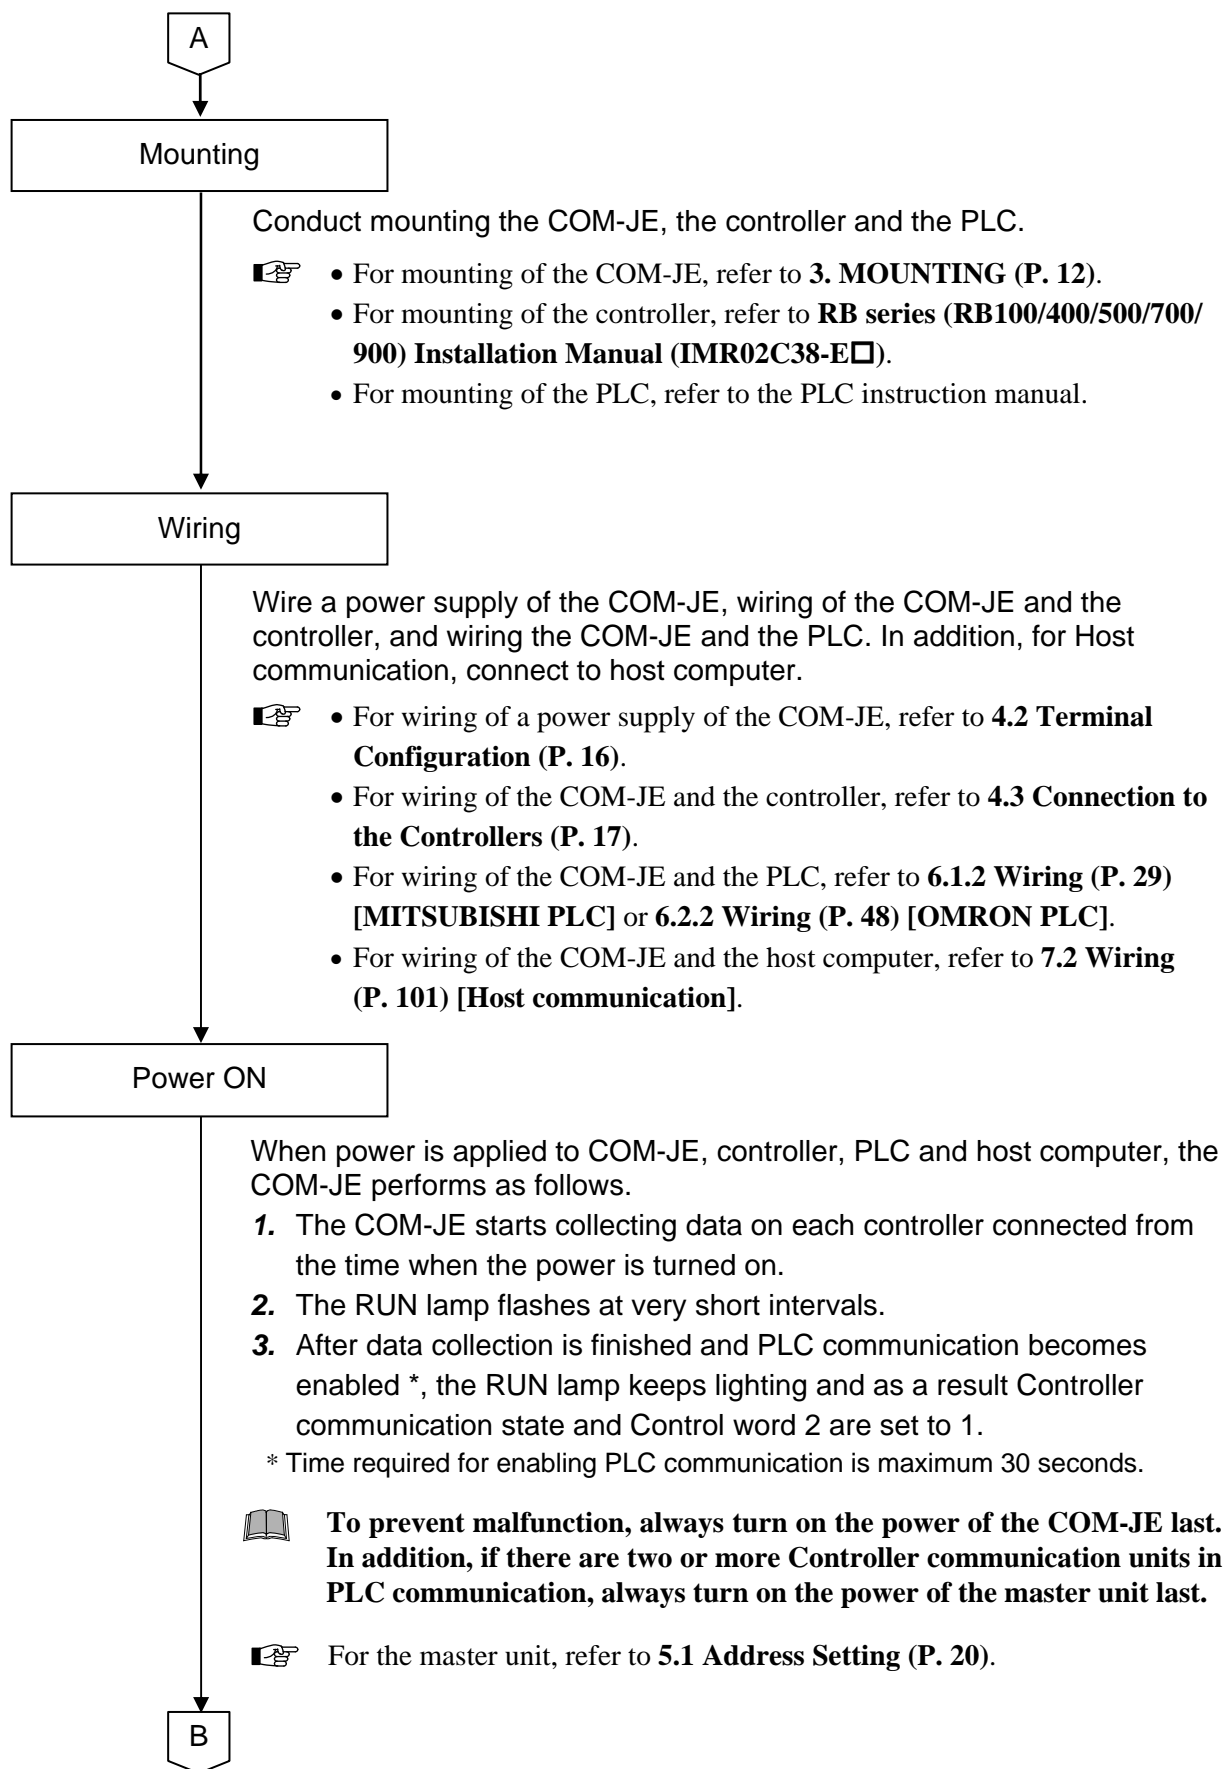 A
Mounting
Conduct mounting the COM-JE, the controller and the PLC.
• For mounting of the COM-JE, refer to 3. MOUNTING (P. 12).
• For mounting of the controller, refer to RB series (RB100/400/500/700/
900) Installation Manual (IMR02C38-E□).
• For mounting of the PLC, refer to the PLC instruction manual.
Wiring
Wire a power supply of the COM-JE, wiring of the COM-JE and the
controller, and wiring the COM-JE and the PLC. In addition, for Host
communication, connect to host computer.
• For wiring of a power supply of the COM-JE, refer to 4.2 Terminal
Configuration (P. 16).
• For wiring of the COM-JE and the controller, refer to 4.3 Connection to
the Controllers (P. 17).
• For wiring of the COM-JE and the PLC, refer to 6.1.2 Wiring (P. 29)
[MITSUBISHI PLC] or 6.2.2 Wiring (P. 48) [OMRON PLC].
• For wiring of the COM-JE and the host computer, refer to 7.2 Wiring
(P. 101) [Host communication].
Power ON
When power is applied to COM-JE, controller, PLC and host computer, the
COM-JE performs as follows.
1. The COM-JE starts collecting data on each controller connected from
the time when the power is turned on.
2. The RUN lamp flashes at very short intervals.
3. After data collection is finished and PLC communication becomes
enabled *, the RUN lamp keeps lighting and as a result Controller
communication state and Control word 2 are set to 1.
* Time required for enabling PLC communication is maximum 30 seconds.
To prevent malfunction, always turn on the power of the COM-JE last.
In addition, if there are two or more Controller communication units in
PLC communication, always turn on the power of the master unit last.
For the master unit, refer to 5.1 Address Setting (P. 20).
B